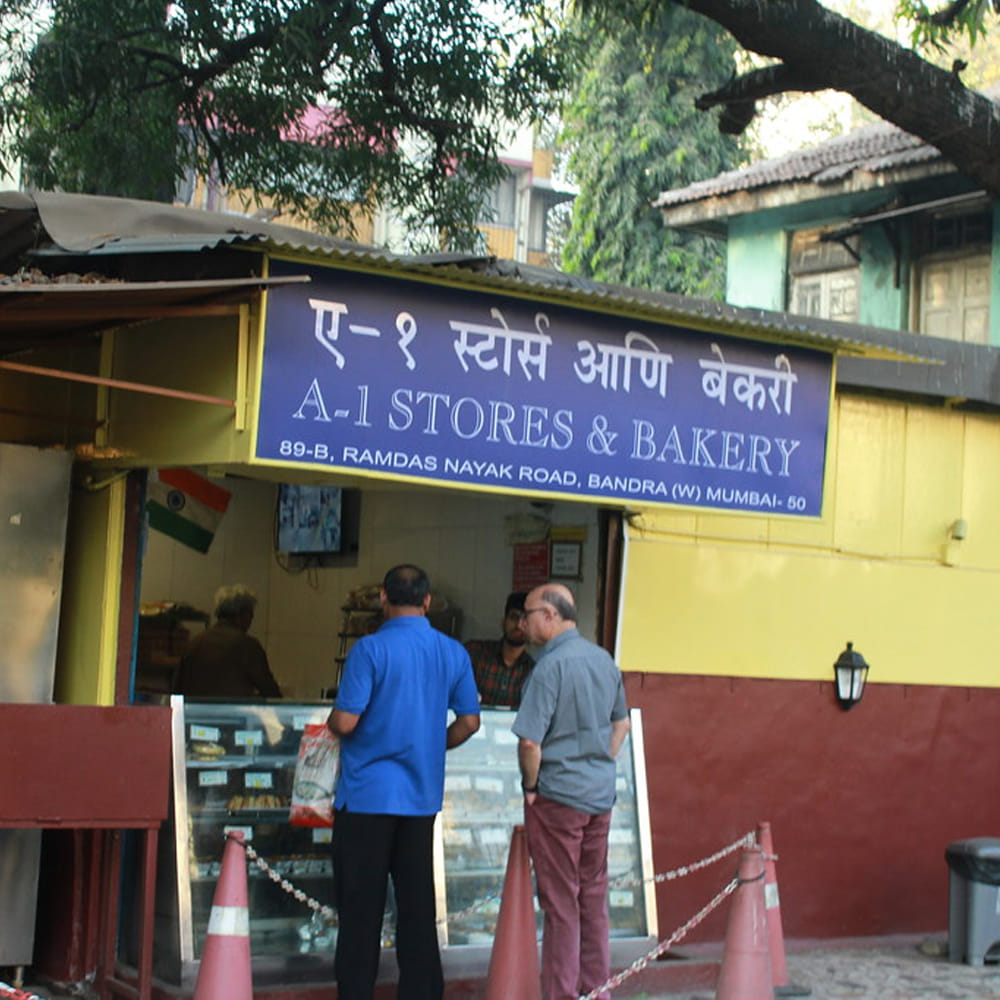 ए-१ स्टोर्स आणि बेकरी
A-1 STORES & BAKERY
89-B, RAMDAS NAYAK ROAD, BANDRA (W) MUMBAI- 50